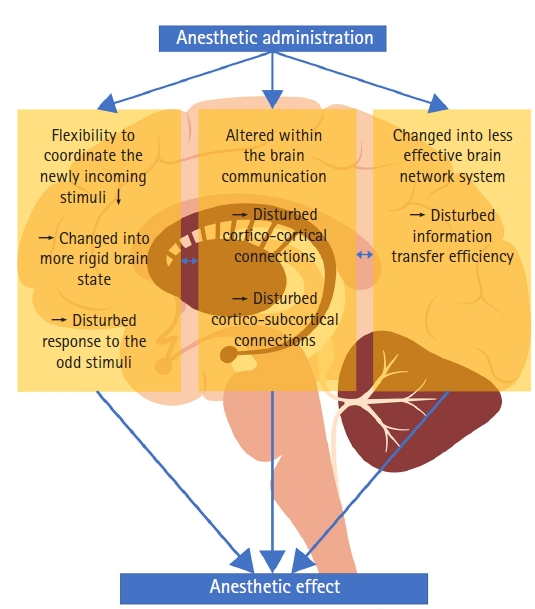 Anesthetic administration
Flexibility to
coordinate the
newly incoming
stimuli ↓
→ Changed into
more rigid brain
state
→ Disturbed
response to the
odd stimuli
Altered within
the brain
communication
→ Disturbed
cortico-cortical
connections
→ Disturbed
cortico-subcortical
connections
Changed into less
effective brain
network system
→ Disturbed
information
transfer efficiency
Anesthetic effect